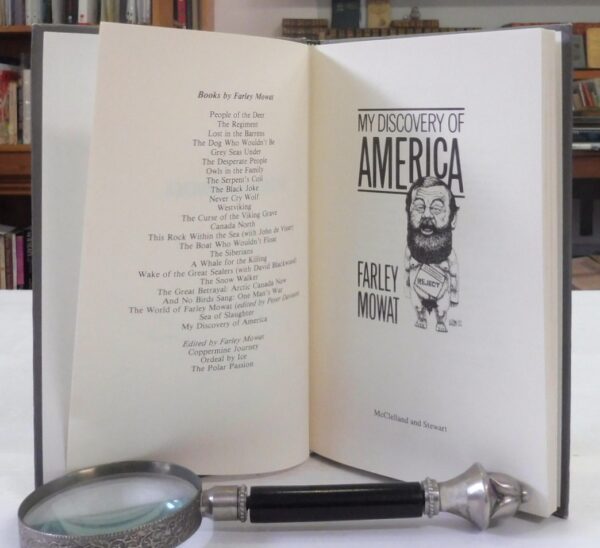 Books by Farley Mowat
People of the Deer
The Regiment
Lost in the Barrens
The Dog Who Wouldn't Be
Grey Seas Under
The Desperate People
Owls in the Family
The Serpent's Coil
The Black Joke
Never Cry Wolf
Westviking
The Curse of the Viking Grave
Canada North
This Rock Within the Sea (with John de Visser)
The Boat Who Wouldn't Float
The Siberians
A Whale for the Killing
Wake of the Great Sealers (with David Blackwood)
The Snow Walker
The Great Betrayal: Arctic Canada Now
And No Birds Sang: One Man's War
The World of Farley Mowat (edited by Peter Davison)
Sea of Slaughter
My Discovery of America
Edited by Farley Mowat
Coppermine Journey
Ordeal by Ice
The Polar Passion
MY DISCOVERY OF
AMERICA
FARLEY
MOWAT
REJECT
McClelland and Stewart